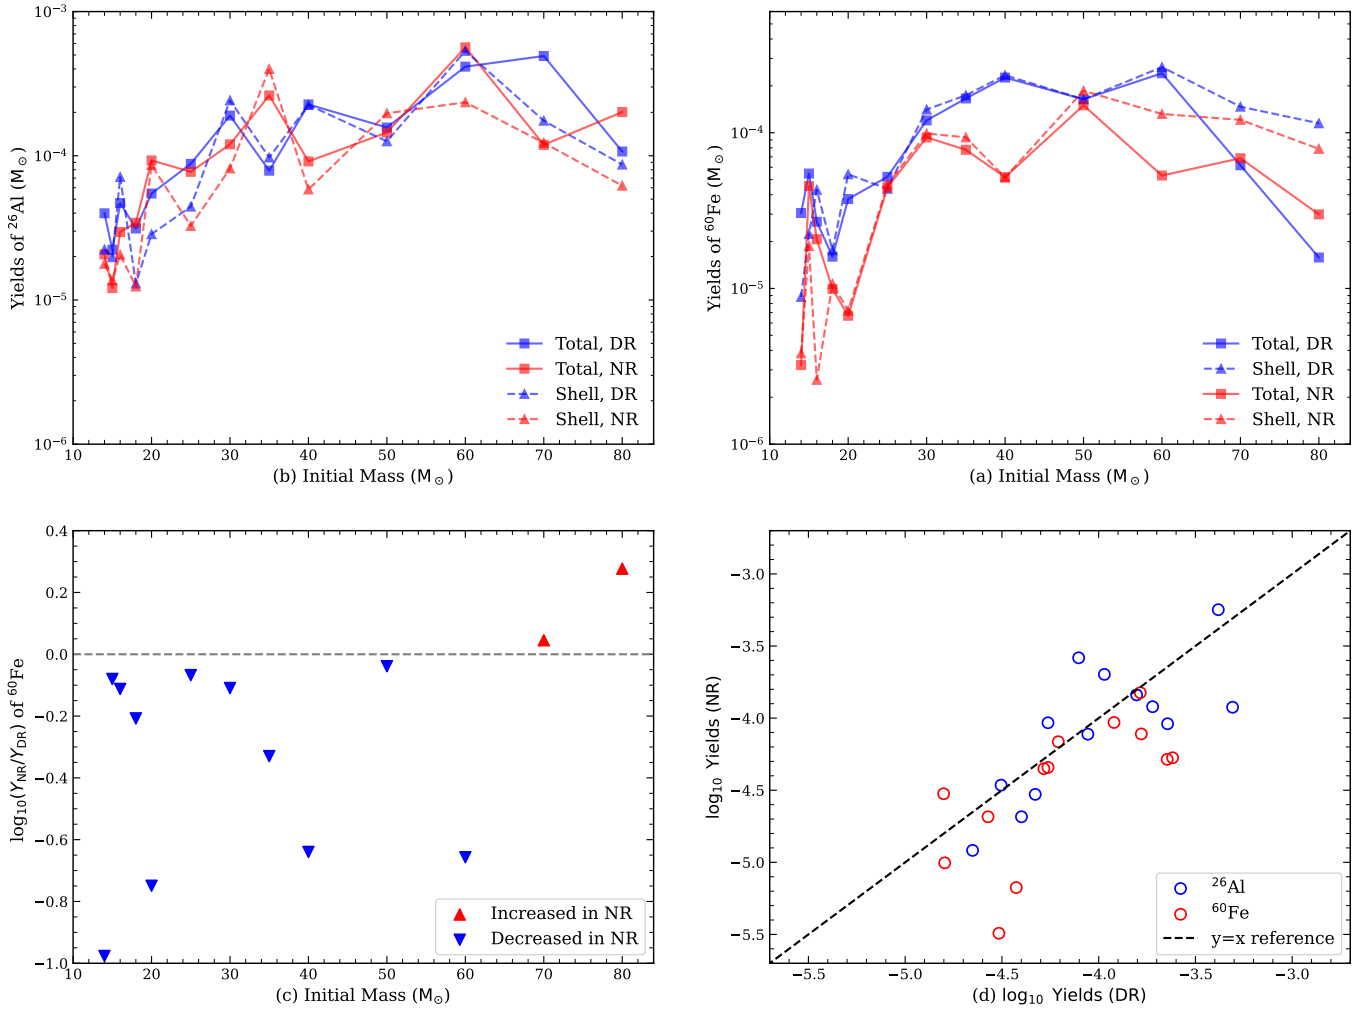 10⁻³
10⁻⁴
10⁻⁵
10⁻⁶
Yields of ²⁶Al (M☉)
Total, DR
Total, NR
Shell, DR
Shell, NR
10 20 30 40 50 60 70 80
(b) Initial Mass (M☉)
10⁻⁴
10⁻⁵
10⁻⁶
Yields of ⁶⁰Fe (M☉)
Total, DR
Shell, DR
Total, NR
Shell, NR
10 20 30 40 50 60 70 80
(a) Initial Mass (M☉)
0.4
0.2
0.0
−0.2
−0.4
−0.6
−0.8
−1.0
log₁₀(Y_NR/Y_DR) of ⁶⁰Fe
Increased in NR
Decreased in NR
10 20 30 40 50 60 70 80
(c) Initial Mass (M☉)
−3.0
−3.5
−4.0
−4.5
−5.0
−5.5
log₁₀ Yields (NR)
²⁶Al
⁶⁰Fe
y=x reference
−5.5 −5.0 −4.5 −4.0 −3.5 −3.0
(d) log₁₀ Yields (DR)